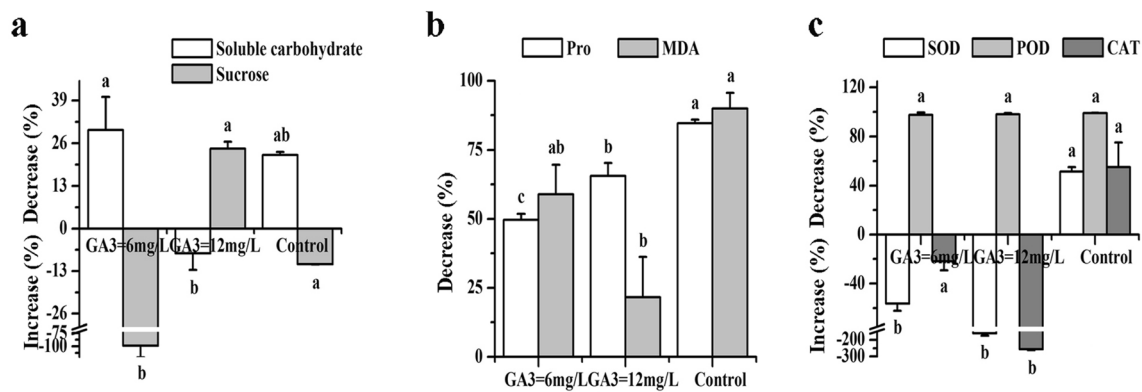 a
Soluble carbohydrate
Sucrose
Increase (%) Decrease (%)
39
26
13
0
-13
-26
-75
-100
a
b
b
a
ab
a
GA3=6mg/L GA3=12mg/L Control
b
Pro MDA
Decrease (%)
100
75
50
25
0
c
ab
b
b
a
a
GA3=6mg/L GA3=12mg/L Control
c
SOD POD CAT
Increase (%) Decrease (%)
120
80
40
0
-40
-200
-300
b
a
a
b
a
b
a
a
a
GA3=6mg/L GA3=12mg/L Control